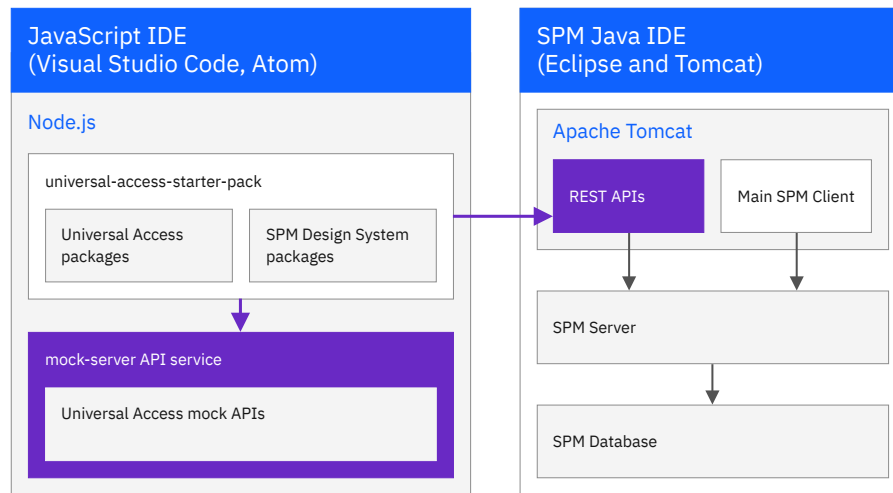 JavaScript IDE
(Visual Studio Code, Atom)
Node.js
universal-access-starter-pack
Universal Access
packages
SPM Design System
packages
mock-server API service
Universal Access mock APIs
SPM Java IDE
(Eclipse and Tomcat)
Apache Tomcat
REST APIs
Main SPM Client
SPM Server
SPM Database